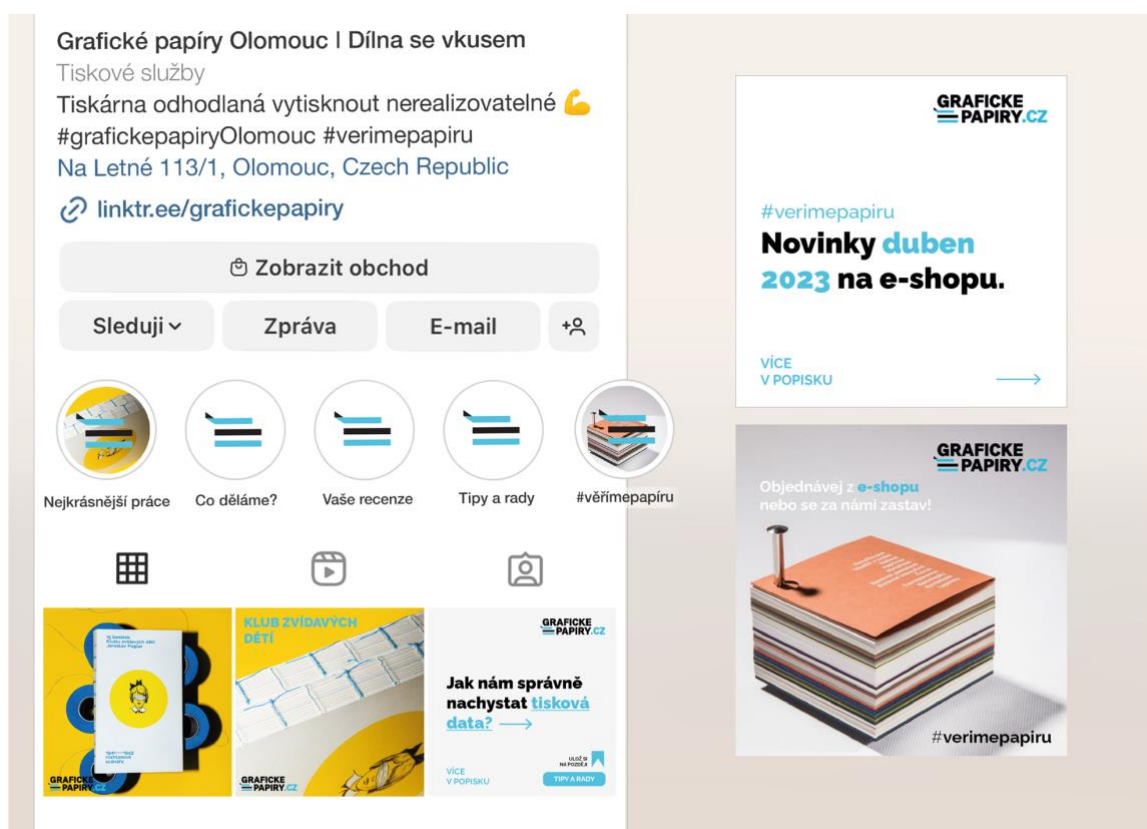 Grafické papíry Olomouc I Dílna se vkusem
Tiskové služby
Tiskárna odhodlaná vytisknout nerealizovatelné 💪
#grafickepapiryOlomouc #verimepapiru
Na Letné 113/1, Olomouc, Czech Republic
linktr.ee/grafickepapiry
Zobrazit obchod
Sleduji
Zpráva
E-mail
Nejkrásnější práce
Co děláme?
Vaše recenze
Tipy a rady
#věřímepapíru
KLUB ZVÍDAVÝCH
DĚTÍ
GRAFICKE
PAPIRY.CZ
GRAFICKE
PAPIRY.CZ
GRAFICKE
PAPIRY.CZ
Jak nám správně
nachystat tisková
data?
ULOŽ SI
NA POZDĚJI
VÍCE
V POPISKU
TIPY A RADY
GRAFICKE
PAPIRY.CZ
#verimepapiru
Novinky duben
2023 na e-shopu.
VÍCE
V POPISKU
GRAFICKE
PAPIRY.CZ
Objednávej z e-shopu
nebo se za námi zastav!
#verimepapiru